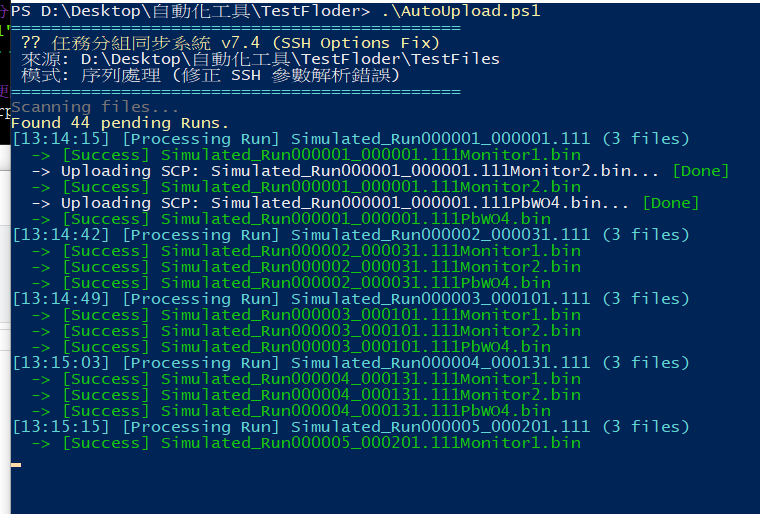 PS D:\Desktop\自動化工具\TestFloder> .\AutoUpload.ps1
=============================================
?? 任務分組同步系統 v7.4 (SSH Options Fix)
來源: D:\Desktop\自動化工具\TestFloder\TestFiles
模式: 序列處理 (修正 SSH 參數解析錯誤)
=============================================
Scanning files...
Found 44 pending Runs.
[13:14:15] [Processing Run] Simulated_Run000001_000001.111 (3 files)
-> [Success] Simulated_Run000001_000001.111Monitor1.bin
-> Uploading SCP: Simulated_Run000001_000001.111Monitor2.bin... [Done]
-> [Success] Simulated_Run000001_000001.111Monitor2.bin
-> Uploading SCP: Simulated_Run000001_000001.111PbWO4.bin... [Done]
-> [Success] Simulated_Run000001_000001.111PbWO4.bin
[13:14:42] [Processing Run] Simulated_Run000002_000031.111 (3 files)
-> [Success] Simulated_Run000002_000031.111Monitor1.bin
-> [Success] Simulated_Run000002_000031.111Monitor2.bin
-> [Success] Simulated_Run000002_000031.111PbWO4.bin
[13:14:49] [Processing Run] Simulated_Run000003_000101.111 (3 files)
-> [Success] Simulated_Run000003_000101.111Monitor1.bin
-> [Success] Simulated_Run000003_000101.111Monitor2.bin
-> [Success] Simulated_Run000003_000101.111PbWO4.bin
[13:15:03] [Processing Run] Simulated_Run000004_000131.111 (3 files)
-> [Success] Simulated_Run000004_000131.111Monitor1.bin
-> [Success] Simulated_Run000004_000131.111Monitor2.bin
-> [Success] Simulated_Run000004_000131.111PbWO4.bin
[13:15:15] [Processing Run] Simulated_Run000005_000201.111 (3 files)
-> [Success] Simulated_Run000005_000201.111Monitor1.bin